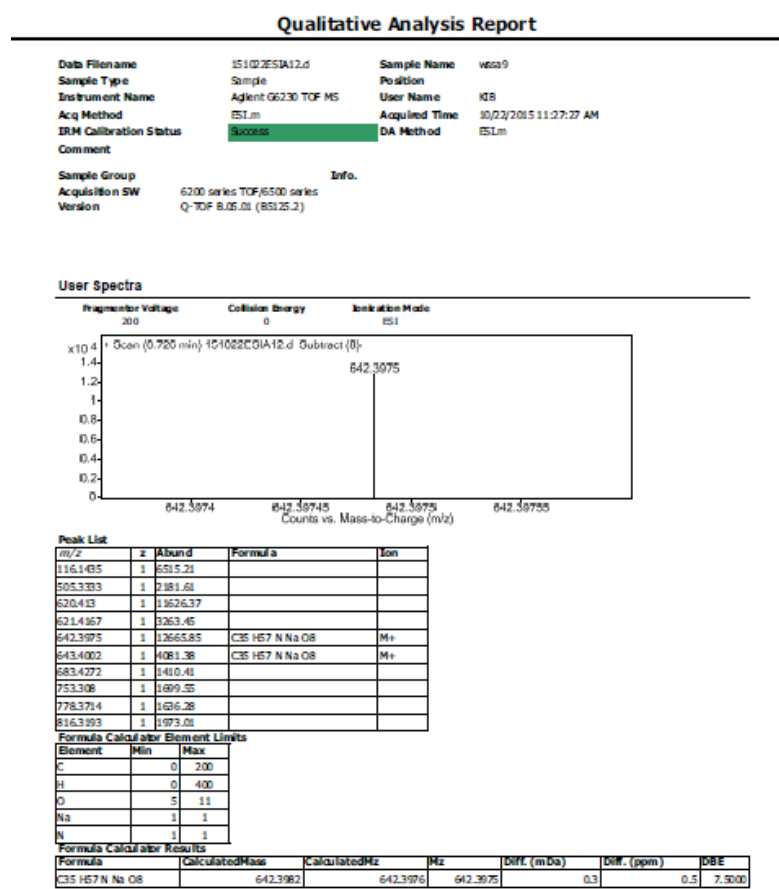 Qualitative Analysis Report
Data Filename 151022ESIA12.d Sample Name wssa9
Sample Type Sample Position
Instrument Name Agilent G6230 TOF MS User Name KIB
Acq Method ESI.m Acquired Time 10/22/2015 11:27:27 AM
IRM Calibration Status Success DA Method ESI.m
Comment
Sample Group Info.
Acquisition SW 6200 series TOF/6500 series
Version Q-TOF B.05.01 (B5125.2)
User Spectra
Fragmentor Voltage Collision Energy Ionization Mode
200 0 ESI
x10 4 + Scan (0.720 min) 151022ESIA12.d Subtract (8)
1.4
642.3975
1.2
1
0.8
0.6
0.4
0.2
0
642.3974 642.39745 642.3975 642.39755
Counts vs. Mass-to-Charge (m/z)
Peak List
m/z z Abund Formula Ion
116.1435 1 6515.21
505.3333 1 2181.61
620.413 1 11626.37
621.4167 1 3263.45
642.3975 1 12665.85 C35 H57 N Na O8 M+
643.4002 1 4081.38 C35 H57 N Na O8 M+
683.4272 1 1410.41
753.308 1 1699.55
778.3714 1 1636.28
816.3193 1 1973.01
Formula Calculator Element Limits
Element Min Max
C 0 200
H 0 400
O 5 11
Na 1 1
N 1 1
Formula Calculator Results
Formula CalculatedMass CalculatedMz Mz Diff. (mDa) Diff. (ppm) DBE
C35 H57 N Na O8 642.3982 642.3976 642.3975 0.3 0.5 7.5000